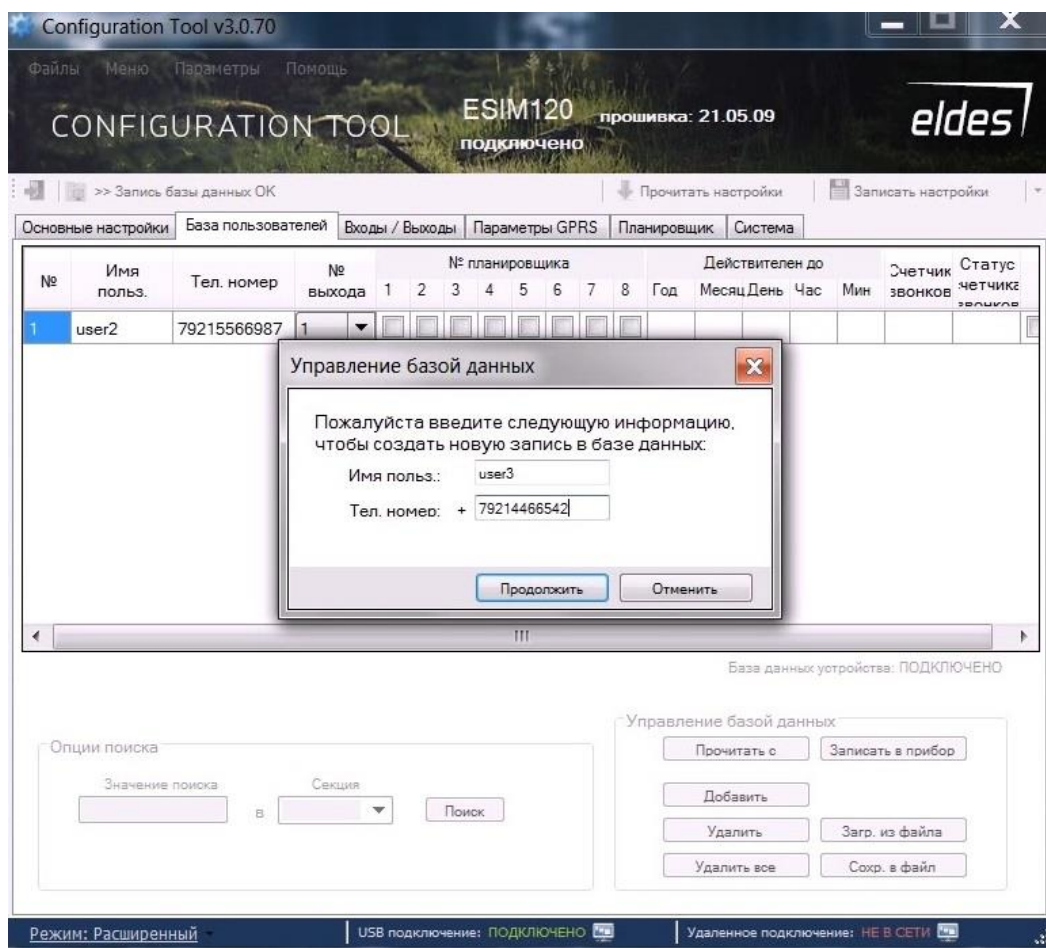 Configuration Tool v3.0.70
Файлы Меню Параметры Помощь
CONFIGURATION TOOL
ESIM120
подключено
прошивка: 21.05.09
eldes
>> Запись базы данных ОК
Прочитать настройки
Записать настройки
Основные настройки База пользователей Входы / Выходы Параметры GPRS Планировщик Система
№
Имя польз.
Тел. номер
№ выхода
№ планировщика
1 2 3 4 5 6 7 8
Действителен до
Год Месяц День Час Мин
Счетчик звонков
Статус счетчика звонков
1 user2 79215566987 1
Управление базой данных
Пожалуйста введите следующую информацию,
чтобы создать новую запись в базе данных:
Имя польз.: user3
Тел. номер: + 79214466542
Продолжить Отменить
База данных устройства: ПОДКЛЮЧЕНО
Опции поиска
Значение поиска Секция
в Поиск
Управление базой данных
Прочитать с Записать в прибор
Добавить
Удалить Загр. из файла
Удалить все Сохр. в файл
Режим: Расширенный USB подключение: ПОДКЛЮЧЕНО Удаленное подключение: НЕ В СЕТИ